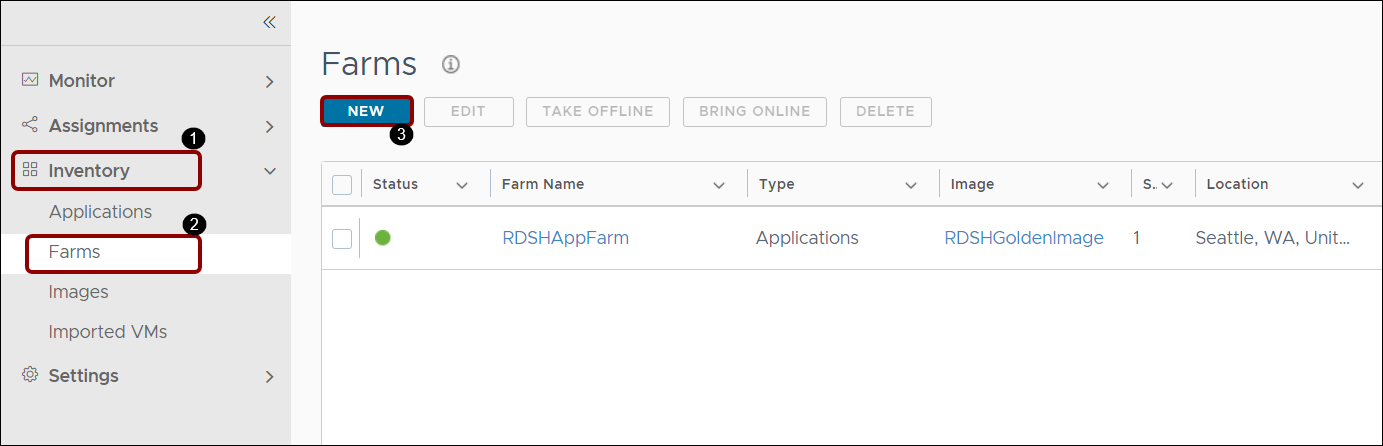 «
Monitor
Assignments
1
Inventory
Applications
2
Farms
Images
Imported VMs
Settings
Farms
NEW EDIT TAKE OFFLINE BRING ONLINE DELETE
3
Status Farm Name Type Image S.. Location
RDSHAppFarm Applications RDSHGoldenImage 1 Seattle, WA, Unit...